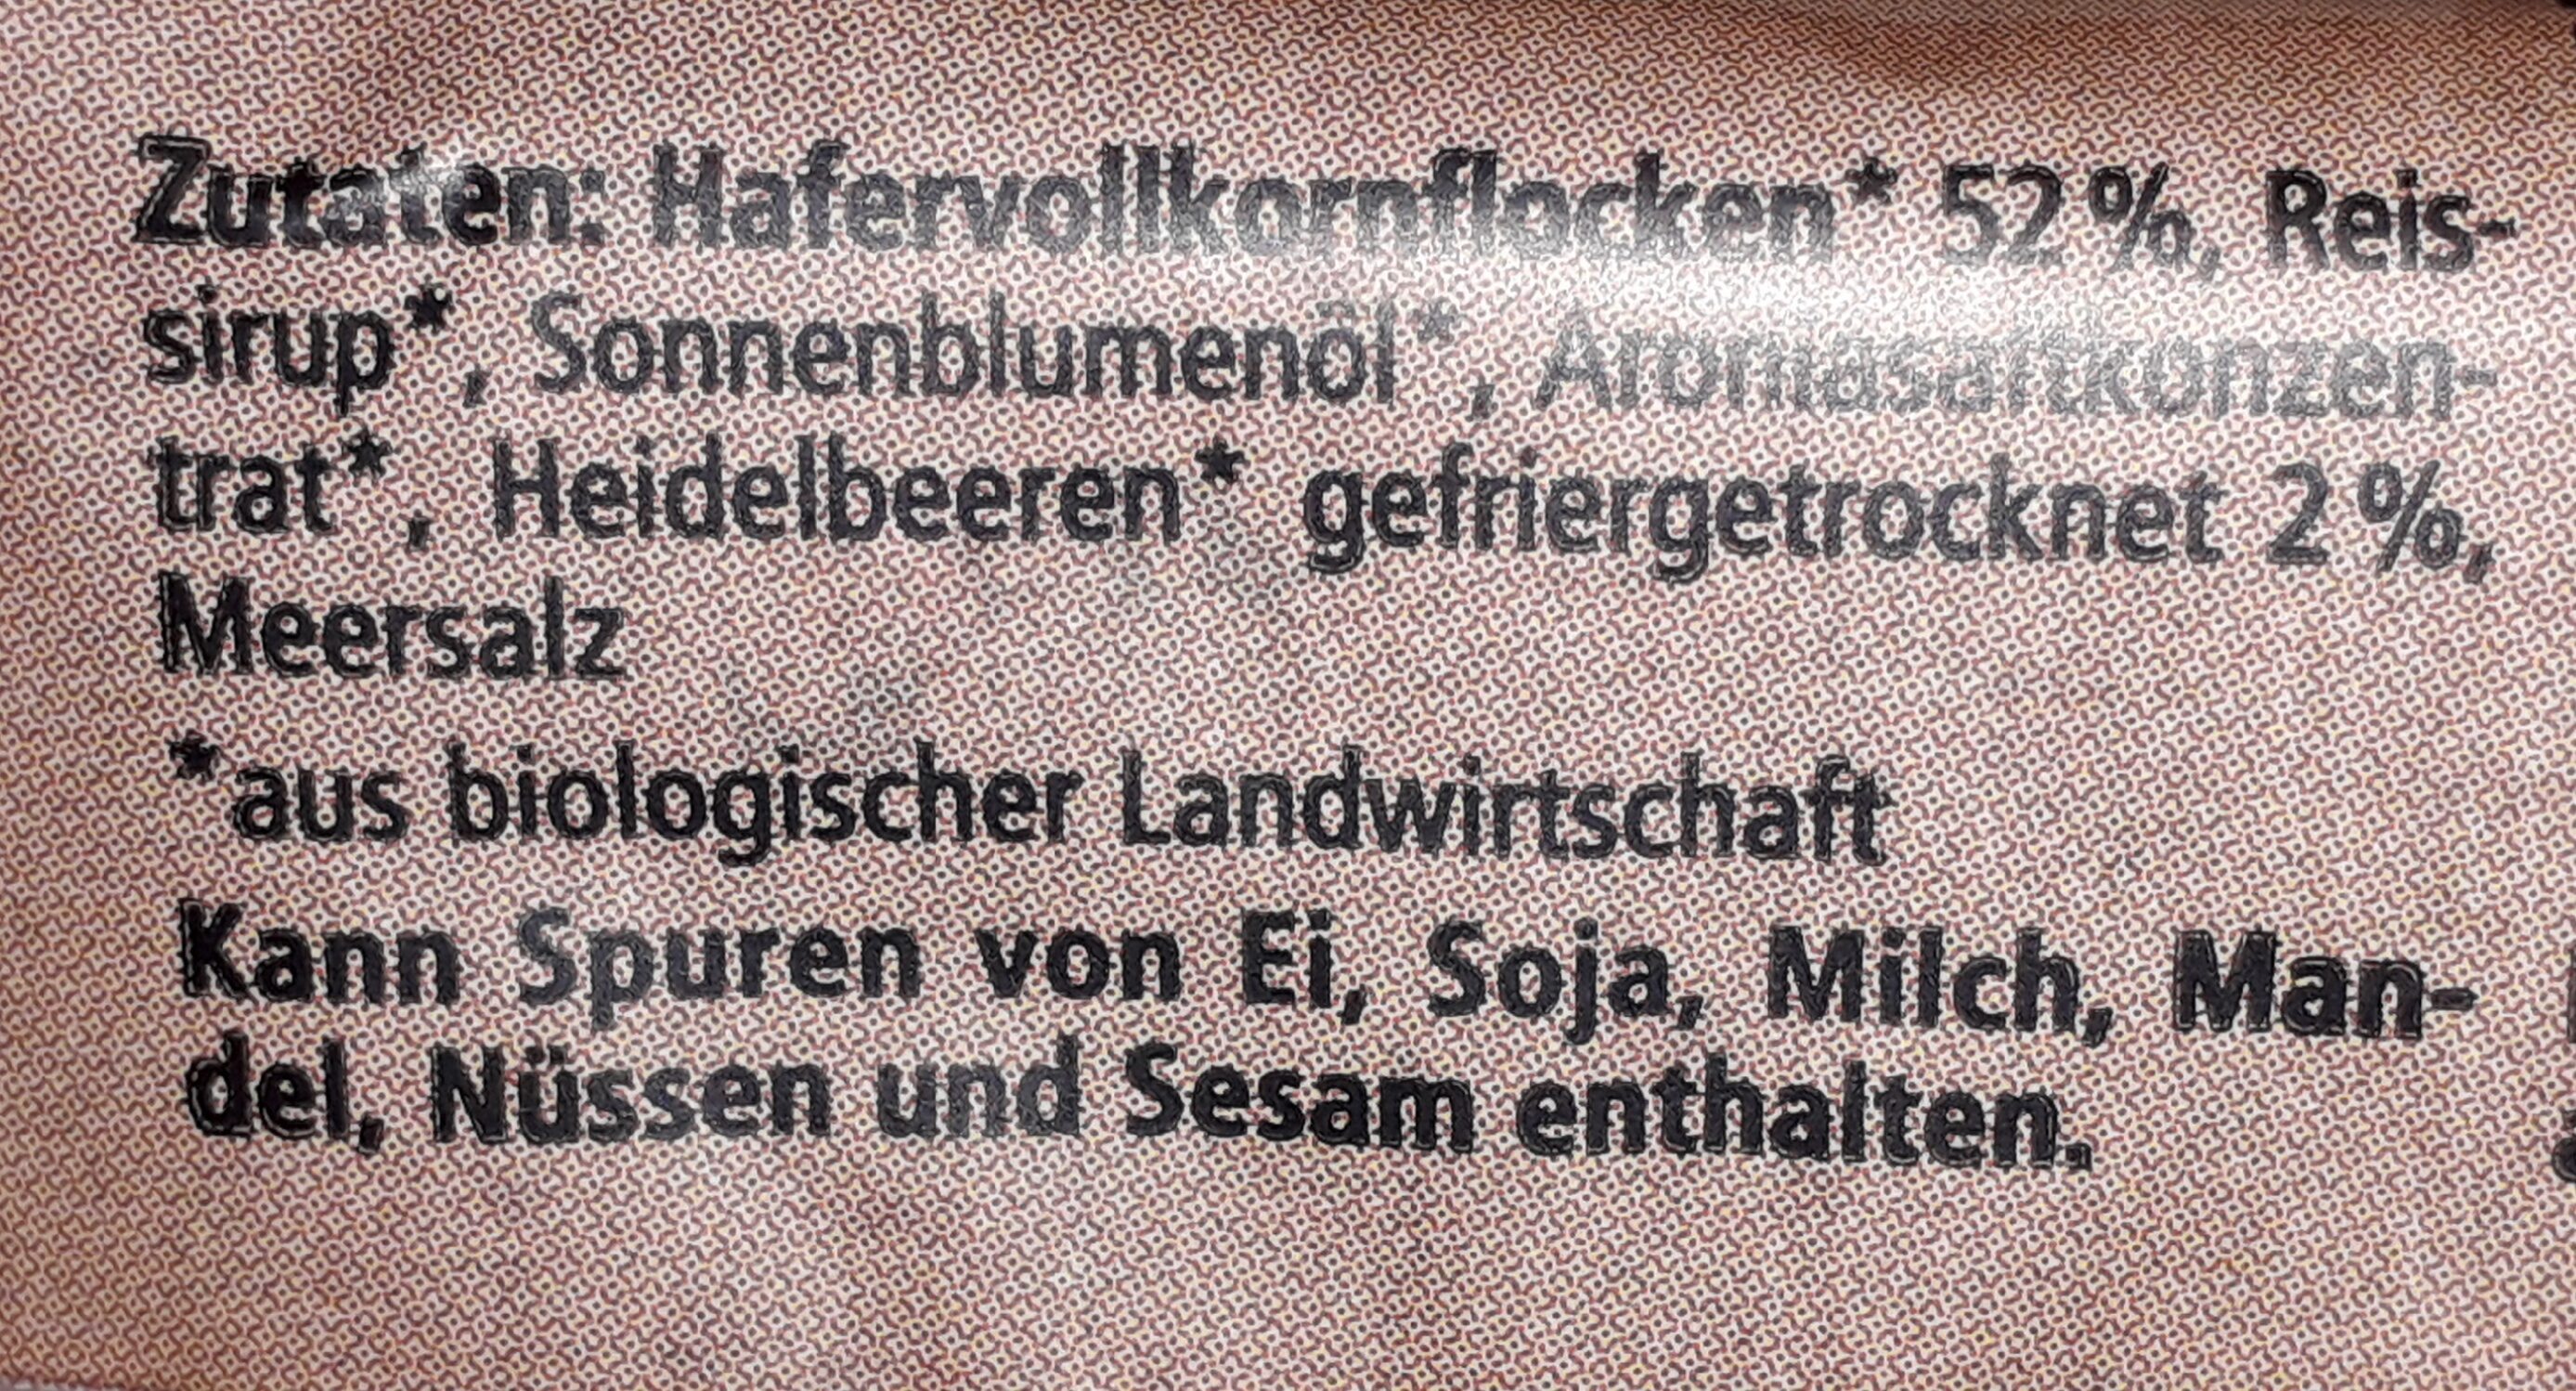 Zutaten: Hafervollkornflocken* 52 %, Reis-
sirup*, Sonnenblumenöl*, Aromasaftkonzen-
trat*, Heidelbeeren* gefriergetrocknet 2 %,
Meersalz
*aus biologischer Landwirtschaft
Kann Spuren von Ei, Soja, Milch, Man-
del, Nüssen und Sesam enthalten.